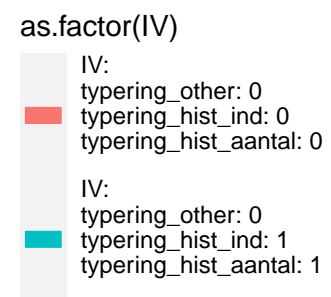 as.factor(IV)
IV:
typering_other: 0
typering_hist_ind: 0
typering_hist_aantal: 0
IV:
typering_other: 0
typering_hist_ind: 1
typering_hist_aantal: 1